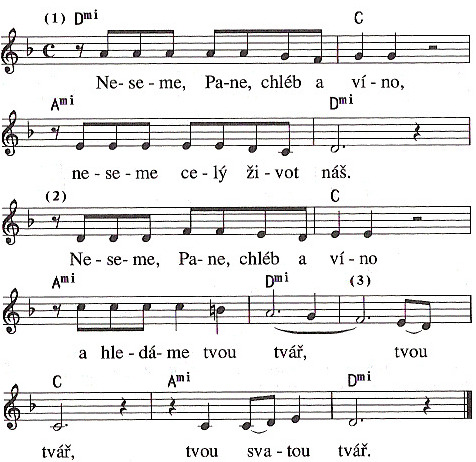 (1) Dmi C
Ne-se-me, Pa-ne, chléb a ví-no,
Ami Dmi
ne-se-me ce-lý ži-vot náš.
(2) C
Ne-se-me, Pa-ne, chléb a ví-no
Ami Dmi (3)
a hle-dá-me tvou tvář, tvou
C Ami Dmi
tvář, tvou sva-tou tvář.